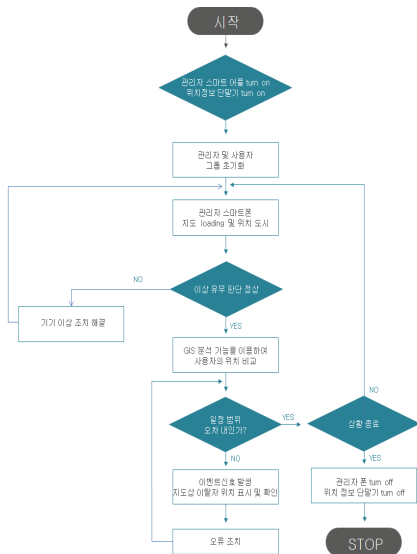 시작
관리자 스마트 어플 turn on
위치정보 단말기 turn on
관리자 및 사용자
그룹 초기화
관리자 스마트폰
지도 loading 및 위치 도시
NO
이상 유무 판단 정상
기기 이상 조치 해결
YES
GIS 분석 기능을 이용하여
사용자의 위치 비교
NO
일정 범위
오차 내인가?
YES
상황 종료
NO
YES
이벤트신호 발생
지도상 이탈자 위치 표시 및 확인
관리자 폰 turn off
위치 정보 단말기 turn off
오류 조치
STOP